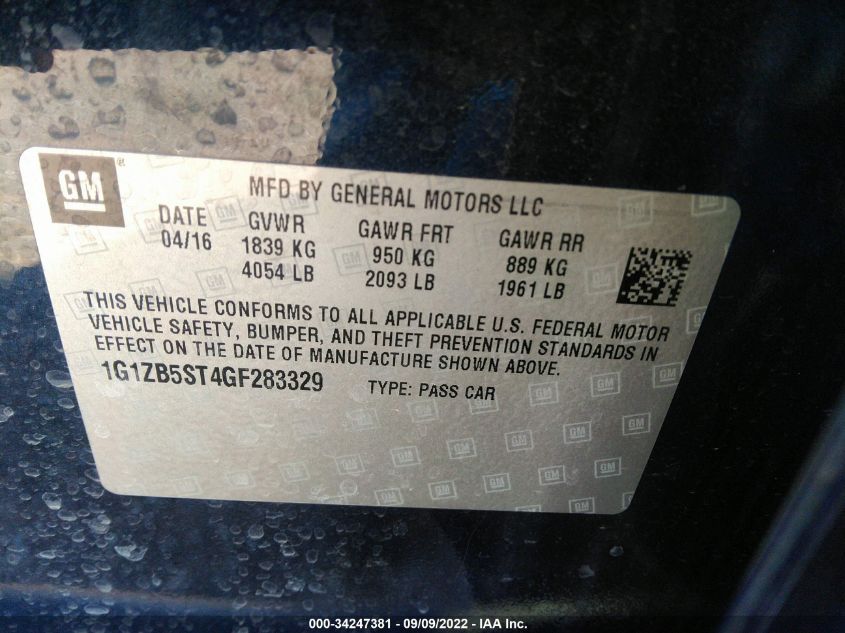 GM
MFD BY GENERAL MOTORS LLC
DATE GVWR GAWR FRT GAWR RR
04/16 1839 KG 950 KG 889 KG
4054 LB 2093 LB 1961 LB
THIS VEHICLE CONFORMS TO ALL APPLICABLE U.S. FEDERAL MOTOR
VEHICLE SAFETY, BUMPER, AND THEFT PREVENTION STANDARDS IN
EFFECT ON THE DATE OF MANUFACTURE SHOWN ABOVE.
1G1ZB5ST4GF283329 TYPE: PASS CAR
000-34247381 - 09/09/2022 - IAA Inc.